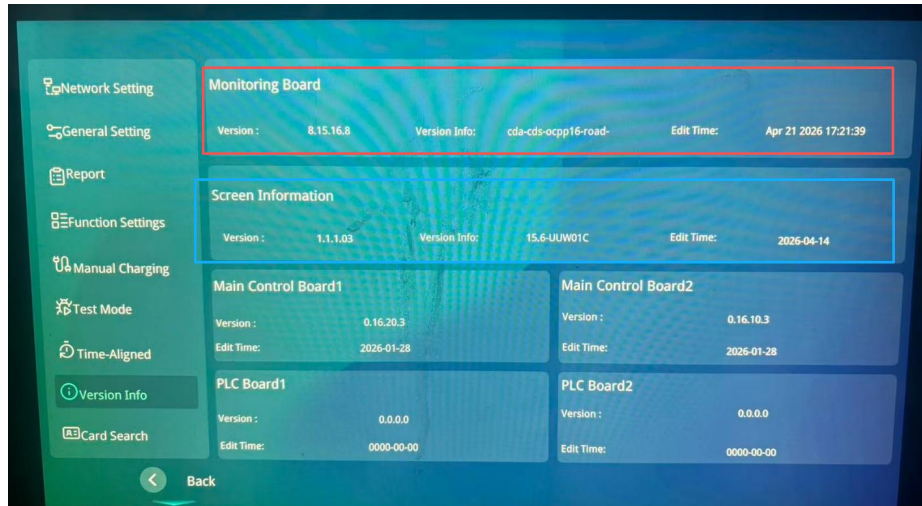 Network Setting
General Setting
Report
Function Settings
Manual Charging
Test Mode
Time-Aligned
Version Info
Card Search
Back
Monitoring Board
Version : 8.15.16.8 Version Info: cda-cds-ocpp16-road- Edit Time: Apr 21 2026 17:21:39
Screen Information
Version : 1.1.1.03 Version Info: 15.6-UUW01C Edit Time: 2026-04-14
Main Control Board1
Version : 0.16.20.3
Edit Time: 2026-01-28
Main Control Board2
Version : 0.16.10.3
Edit Time: 2026-01-28
PLC Board1
Version : 0.0.0.0
Edit Time: 0000-00-00
PLC Board2
Version : 0.0.0.0
Edit Time: 0000-00-00